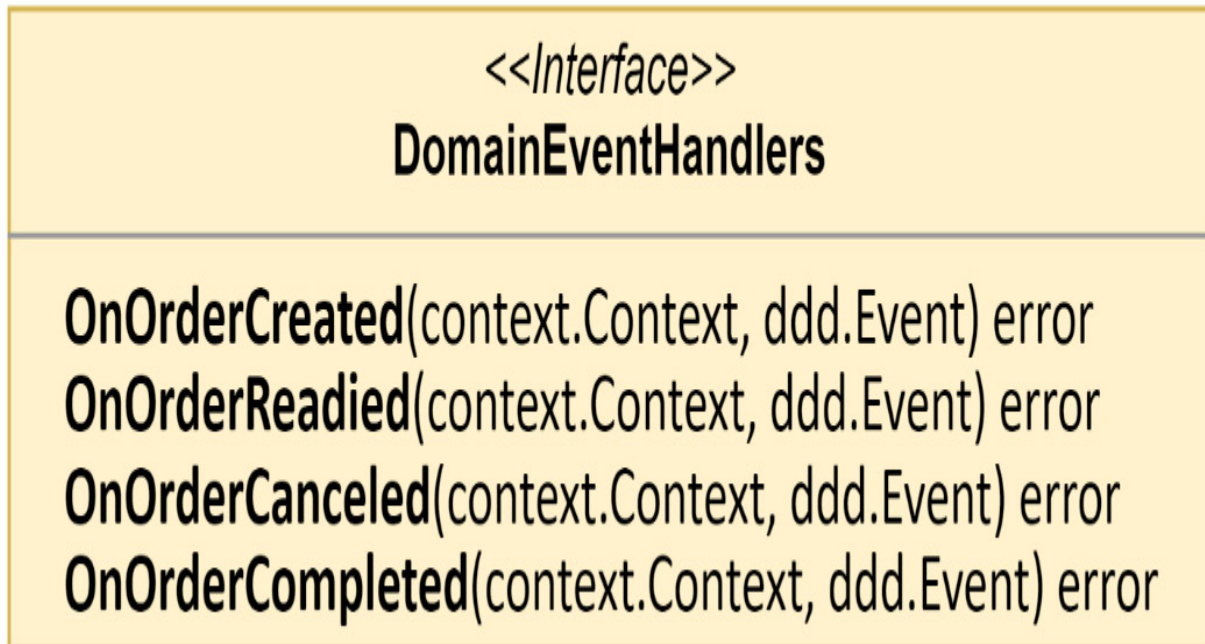 <<Interface>>
DomainEventHandlers
OnOrderCreated(context.Context, ddd.Event) error
OnOrderReadied(context.Context, ddd.Event) error
OnOrderCanceled(context.Context, ddd.Event) error
OnOrderCompleted(context.Context, ddd.Event) error